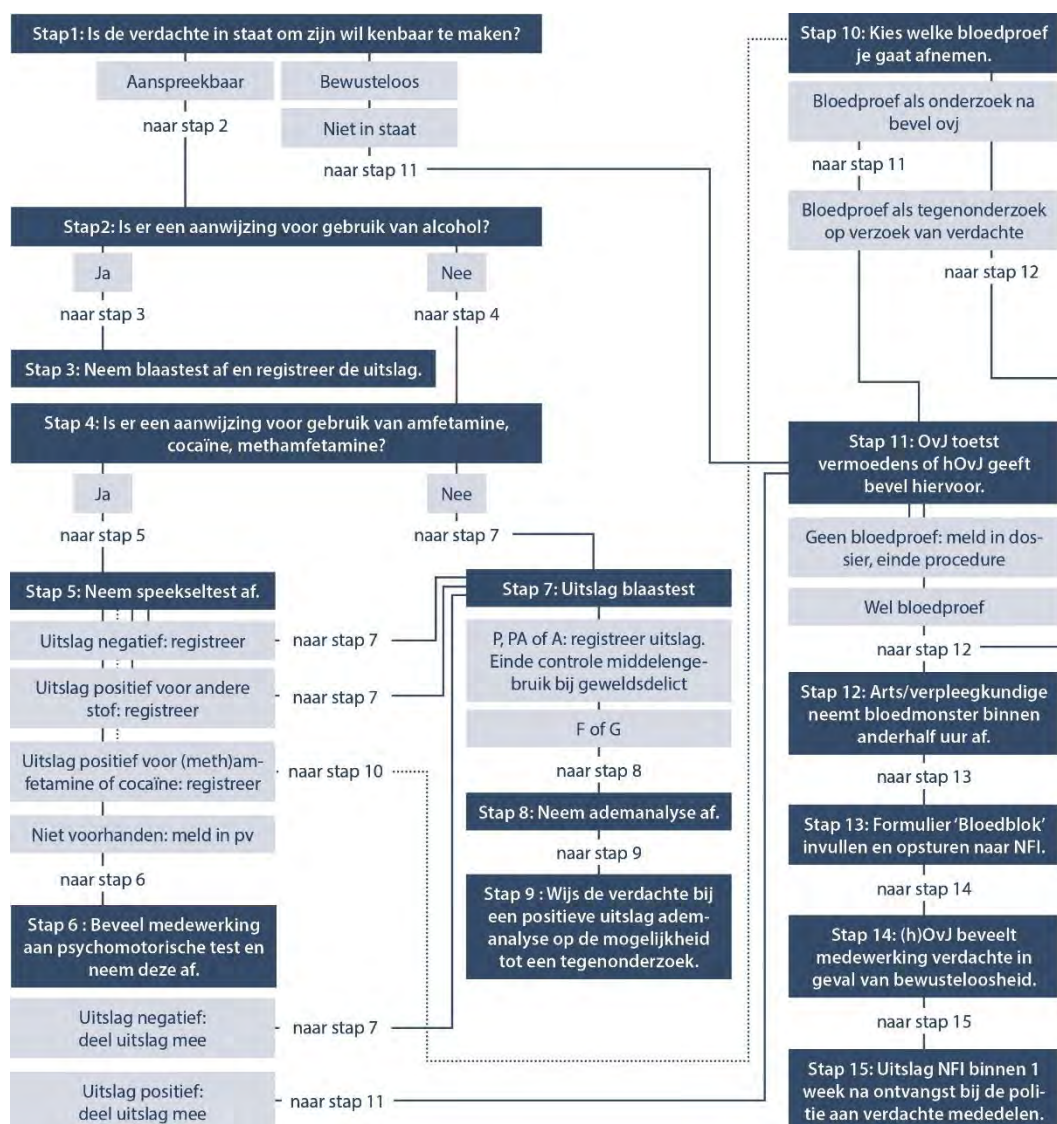 Stap1: Is de verdachte in staat om zijn wil kenbaar te maken?
Aanspreekbaar
Bewusteloos
naar stap 2
Niet in staat
naar stap 11
Stap2: Is er een aanwijzing voor gebruik van alcohol?
Ja
Nee
naar stap 3
naar stap 4
Stap 3: Neem blaastest af en registreer de uitslag.
Stap 4: Is er een aanwijzing voor gebruik van amfetamine,
cocaïne, methamfetamine?
Ja
Nee
naar stap 5
naar stap 7
Stap 5: Neem speekseltest af.
Uitslag negatief: registreer
naar stap 7
Uitslag positief voor andere
stof: registreer
naar stap 7
Uitslag positief voor (meth)am-
fetamine of cocaïne: registreer
naar stap 10
Niet voorhanden: meld in pv
naar stap 6
Stap 6 : Beveel medewerking
aan psychomotorische test en
neem deze af.
Uitslag negatief:
deel uitslag mee
naar stap 7
Uitslag positief:
deel uitslag mee
naar stap 11
Stap 7: Uitslag blaastest
P, PA of A: registreer uitslag.
Einde controle middelenge-
bruik bij geweldsdelict
F of G
naar stap 8
Stap 8: Neem ademanalyse af.
naar stap 9
Stap 9 : Wijs de verdachte bij
een positieve uitslag adem-
analyse op de mogelijkheid
tot een tegenonderzoek.
Stap 10: Kies welke bloedproef
je gaat afnemen.
Bloedproef als onderzoek na
bevel ovj
naar stap 11
Bloedproef als tegenonderzoek
op verzoek van verdachte
naar stap 12
Stap 11: OvJ toetst
vermoedens of hOvJ geeft
bevel hiervoor.
Geen bloedproef: meld in dos-
sier, einde procedure
Wel bloedproef
naar stap 12
Stap 12: Arts/verpleegkundige
neemt bloedmonster binnen
anderhalf uur af.
naar stap 13
Stap 13: Formulier ‘Bloedblok’
invullen en opsturen naar NFI.
naar stap 14
Stap 14: (h)OvJ beveelt
medewerking verdachte in
geval van bewusteloosheid.
naar stap 15
Stap 15: Uitslag NFI binnen 1
week na ontvangst bij de poli-
tie aan verdachte mededelen.